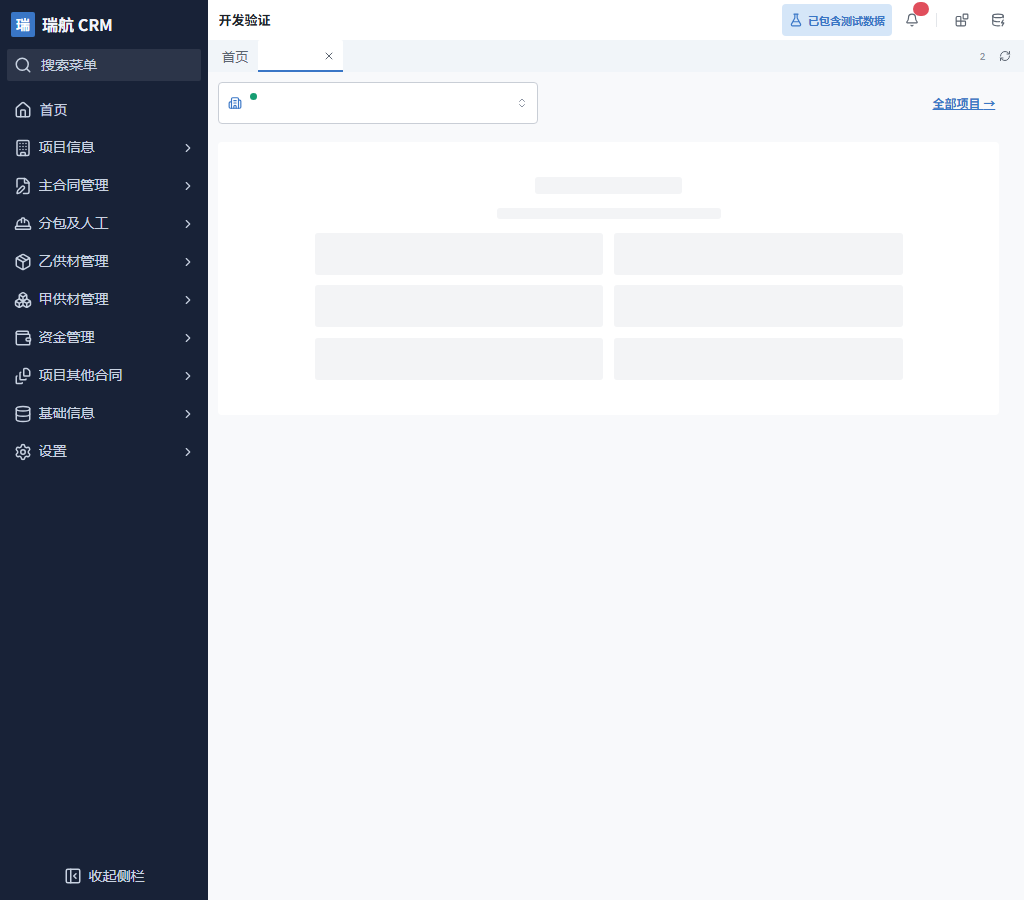 瑞 瑞航 CRM
开发验证
已包含测试数据
首页
2
搜索菜单
全部项目 →
首页
项目信息
主合同管理
分包及人工
乙供材管理
甲供材管理
资金管理
项目其他合同
基础信息
设置
收起侧栏